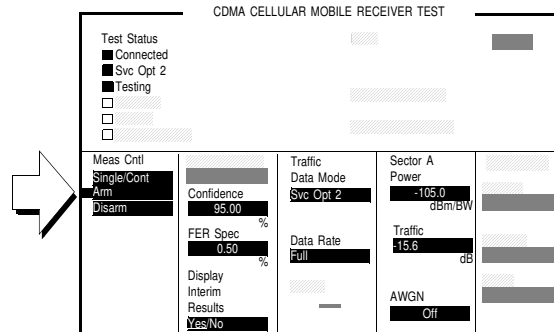 CDMA CELLULAR MOBILE RECEIVER TEST
Test Status
Connected
Svc Opt 2
Testing
Meas Cntl
Single/Cont
Arm
Disarm
Confidence
95.00
%
FER Spec
0.50
%
Display
Interim
Results
Yes/No
Traffic
Data Mode
Svc Opt 2
Data Rate
Full
Sector A
Power
-105.0
dBm/BW
Traffic
-15.6
dB
AWGN
Off